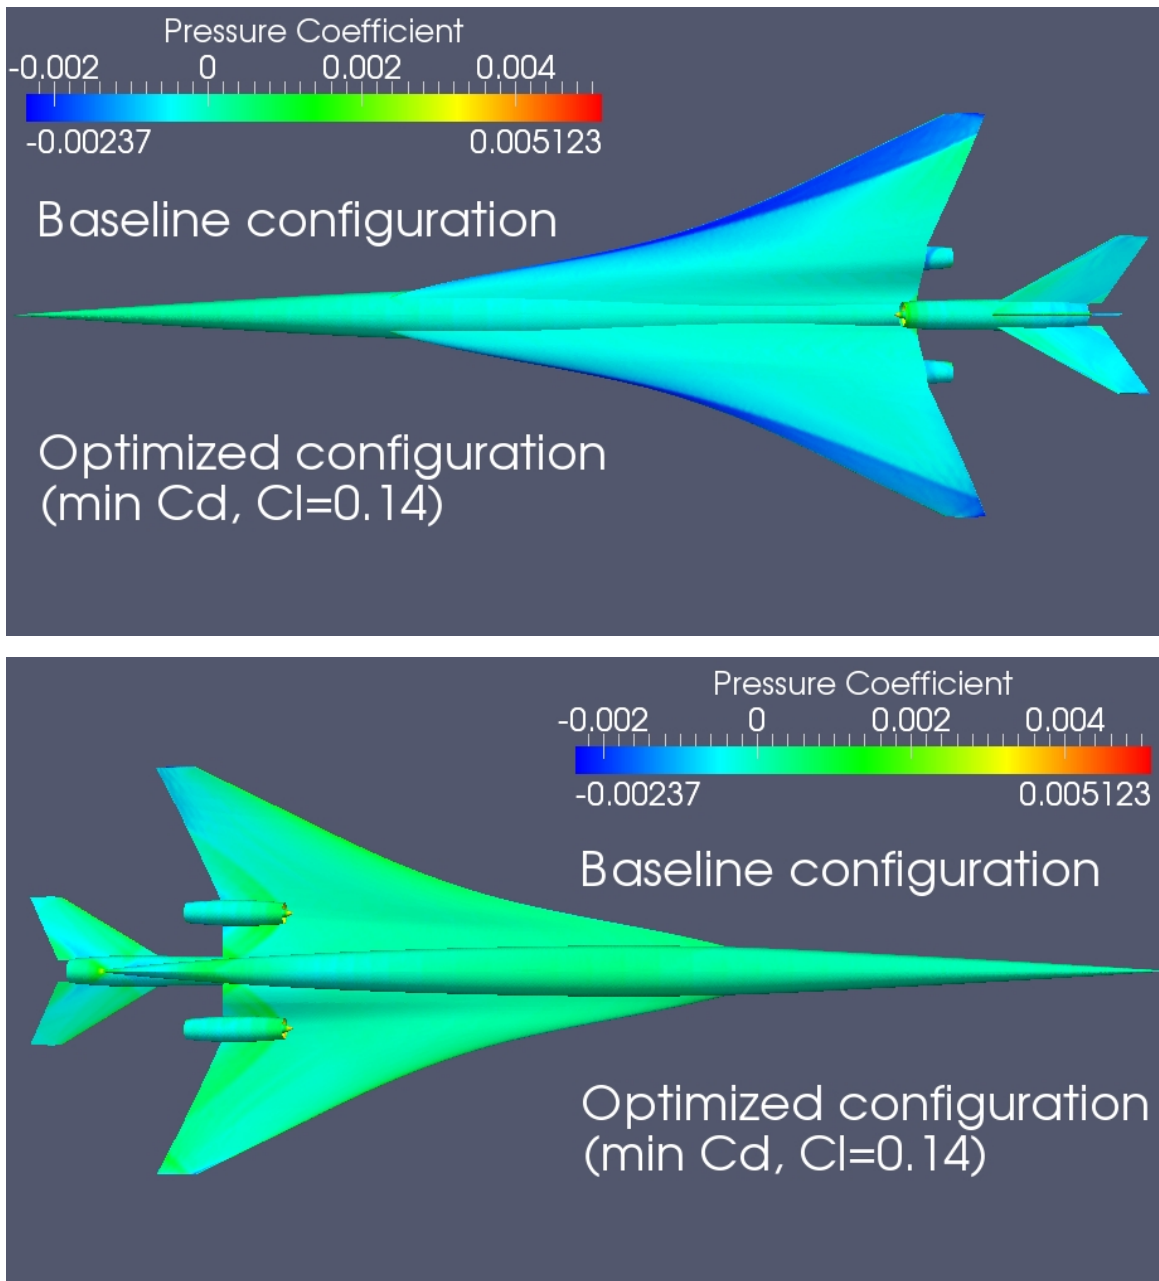 Pressure Coefficient
-0.002 0 0.002 0.004
-0.00237 0.005123
Baseline configuration
Optimized configuration
(min Cd, Cl=0.14)
Pressure Coefficient
-0.002 0 0.002 0.004
-0.00237 0.005123
Baseline configuration
Optimized configuration
(min Cd, Cl=0.14)